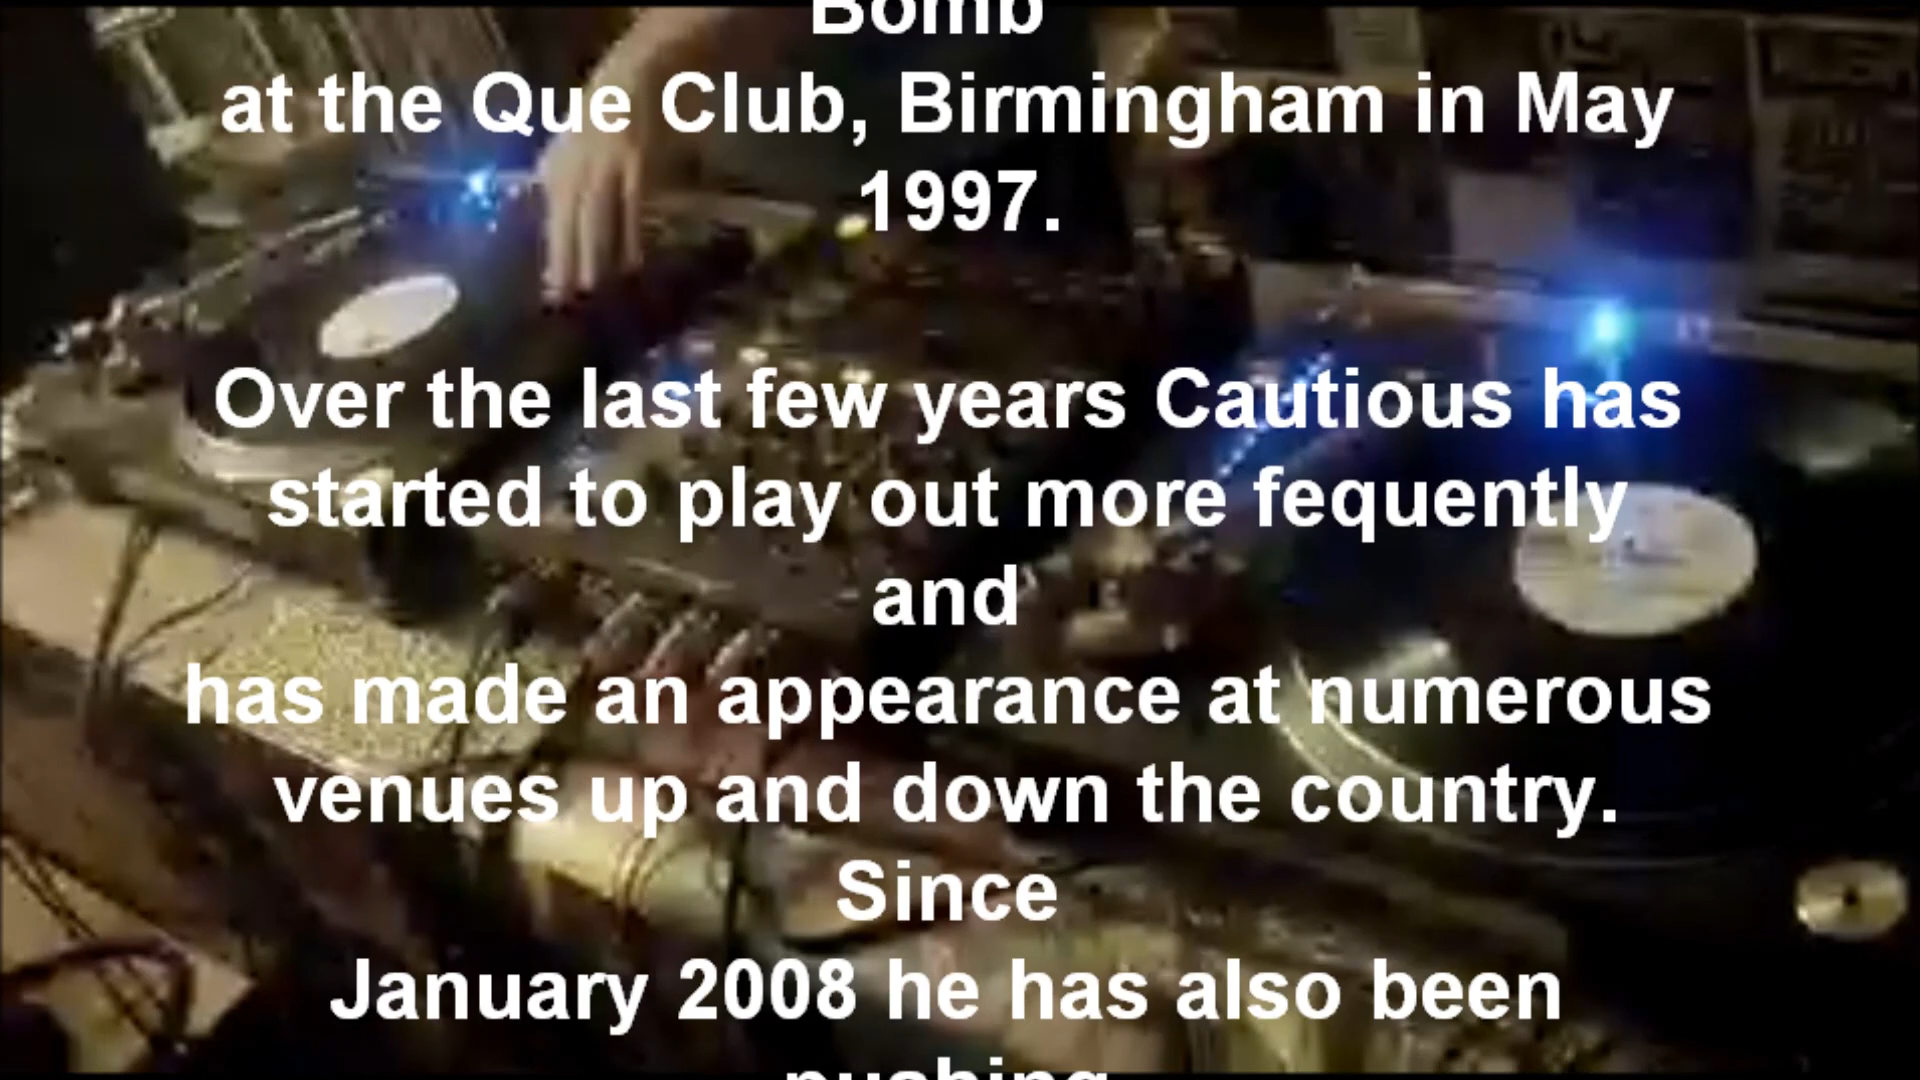 Bomb
at the Que Club, Birmingham in May
1997.
Over the last few years Cautious has
started to play out more fequently
and
has made an appearance at numerous
venues up and down the country.
Since
January 2008 he has also been
pushing